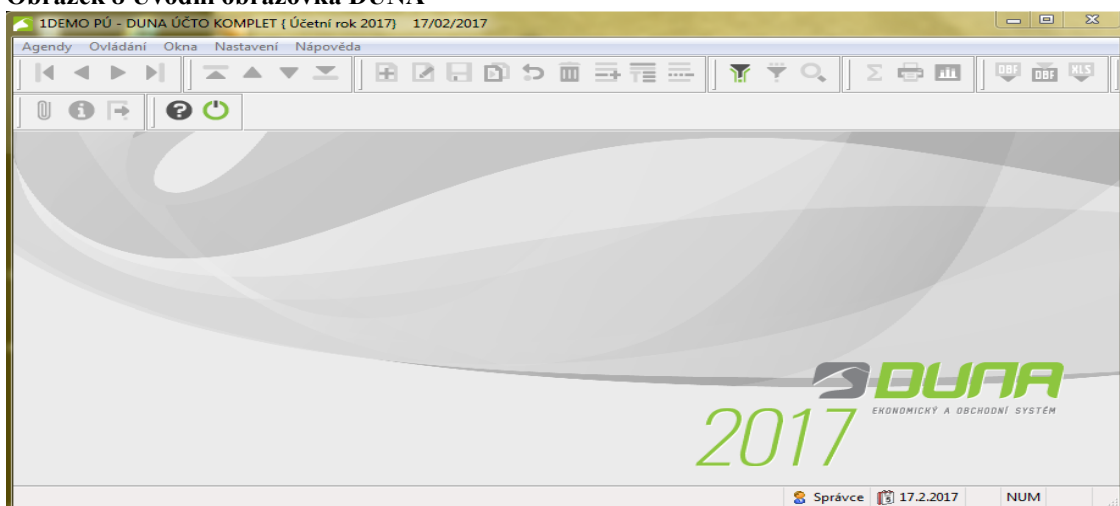 Obrázek 8 Úvodní obrazovka DUNA
1DEMO PÚ - DUNA ÚČTO KOMPLET { Účetní rok 2017} 17/02/2017
Agendy Ovládání Okna Nastavení Nápověda
DBF DBF XLS
DUNA
EKONOMICKÝ A OBCHODNÍ SYSTÉM
2017
Správce 17.2.2017 NUM